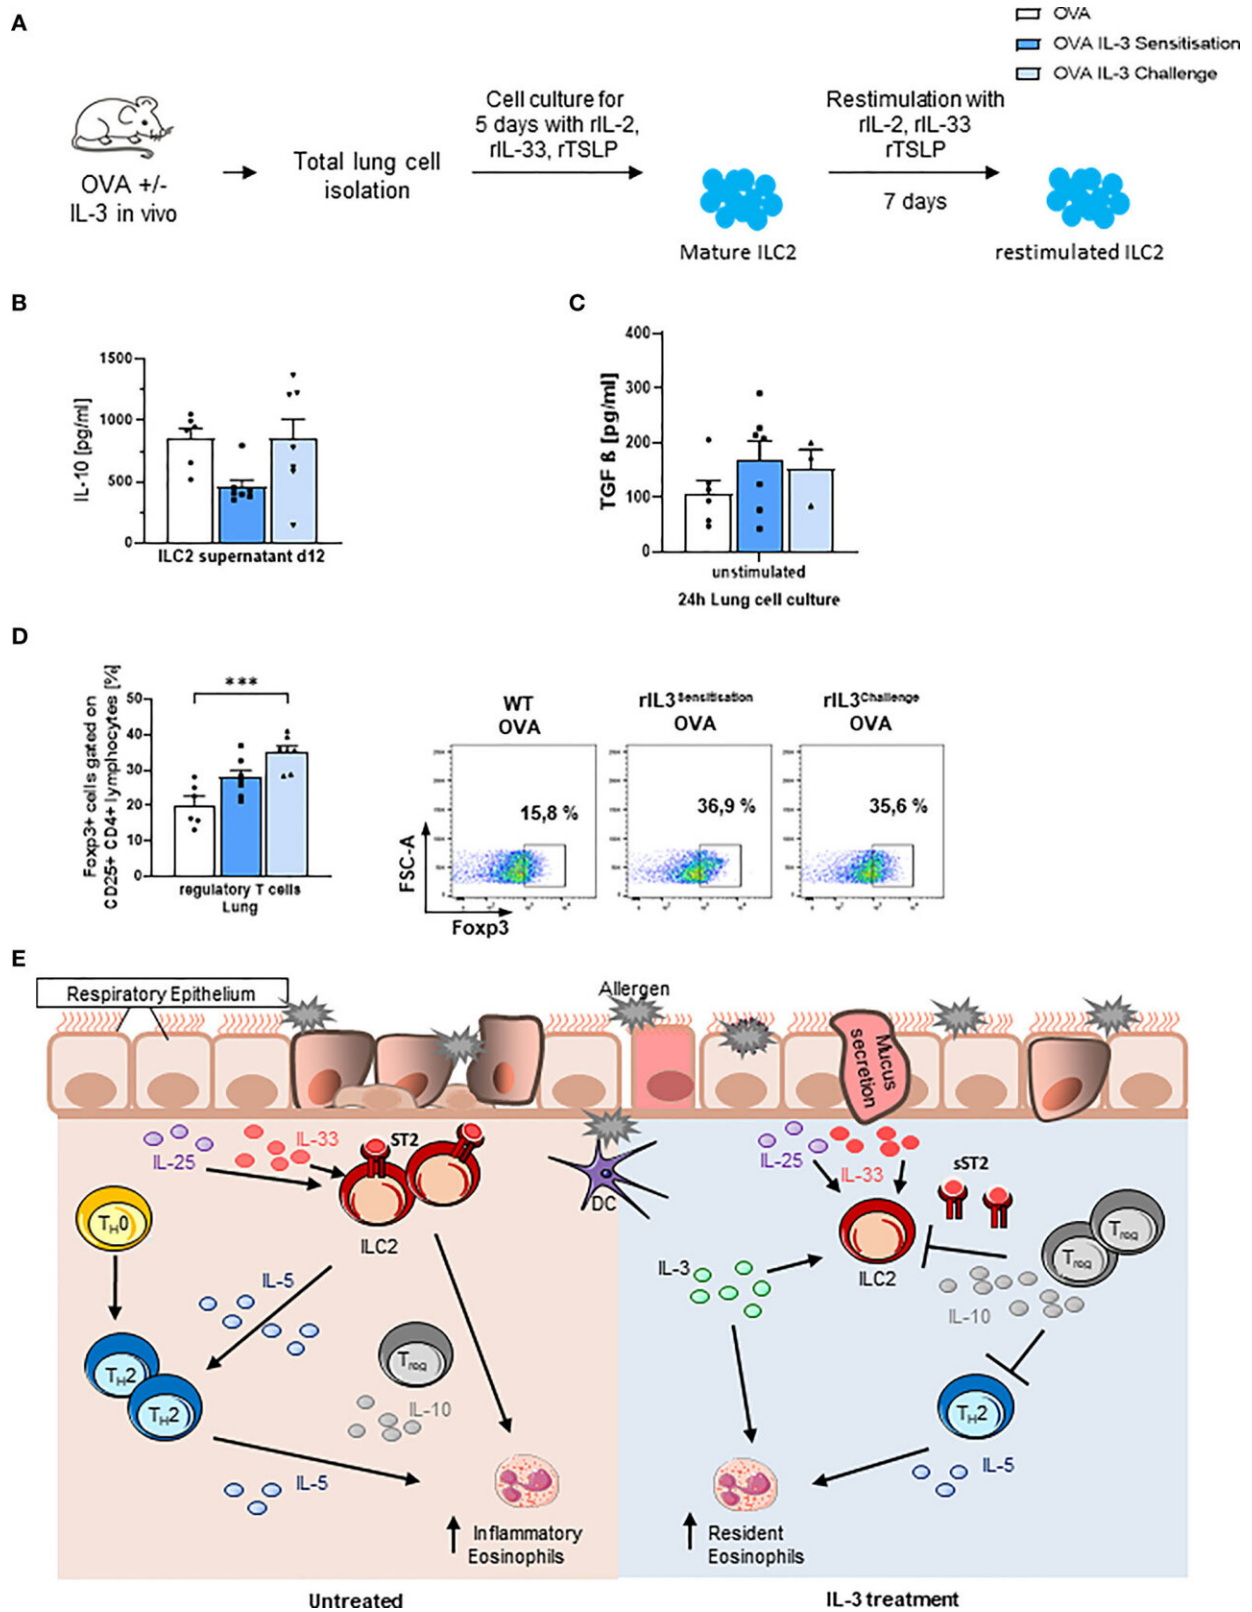 A
OVA
OVA IL-3 Sensitisation
OVA IL-3 Challenge
OVA +/-
IL-3 in vivo
Total lung cell
isolation
Cell culture for
5 days with rIL-2,
rIL-33, rTSLP
Mature ILC2
Restimulation with
rIL-2, rIL-33
rTSLP
7 days
restimulated ILC2
B
IL-10 [pg/ml]
1500
1000
500
0
ILC2 supernatant d12
C
TGF ß [pg/ml]
400
300
200
100
0
unstimulated
24h Lung cell culture
D
Foxp3+ cells gated on
CD25+ CD4+ lymphocytes [%]
50
40
30
20
10
0
***
regulatory T cells
Lung
WT
OVA
15,8 %
rIL3Sensitisation
OVA
36,9 %
rIL3Challenge
OVA
35,6 %
FSC-A
Foxp3
E
Respiratory Epithelium
Allergen
Mucus
secretion
IL-25
IL-33
ST2
ILC2
DC
TH0
IL-5
TH2
TH2
Treg
IL-10
IL-5
Inflammatory
Eosinophils
Untreated
IL-25
IL-33
sST2
ILC2
IL-3
Treg
Treg
IL-10
TH2
IL-5
Resident
Eosinophils
IL-3 treatment